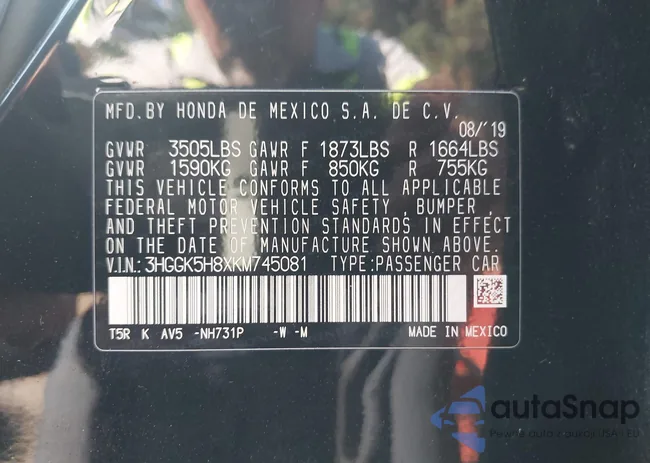 MFD.BY HONDA DE MEXICO S.A. DE C.V.
08/'19
GVWR 3505LBS GAWR F 1873LBS R 1664LBS
GVWR 1590KG GAWR F 850KG R 755KG
THIS VEHICLE CONFORMS TO ALL APPLICABLE
FEDERAL MOTOR VEHICLE SAFETY , BUMPER ,
AND THEFT PREVENTION STANDARDS IN EFFECT
ON THE DATE OF MANUFACTURE SHOWN ABOVE.
V.I.N.: 3HGGK5H8XKM745081 TYPE:PASSENGER CAR
T5R K AV5 -NH731P -W -M MADE IN MEXICO
autaSnap